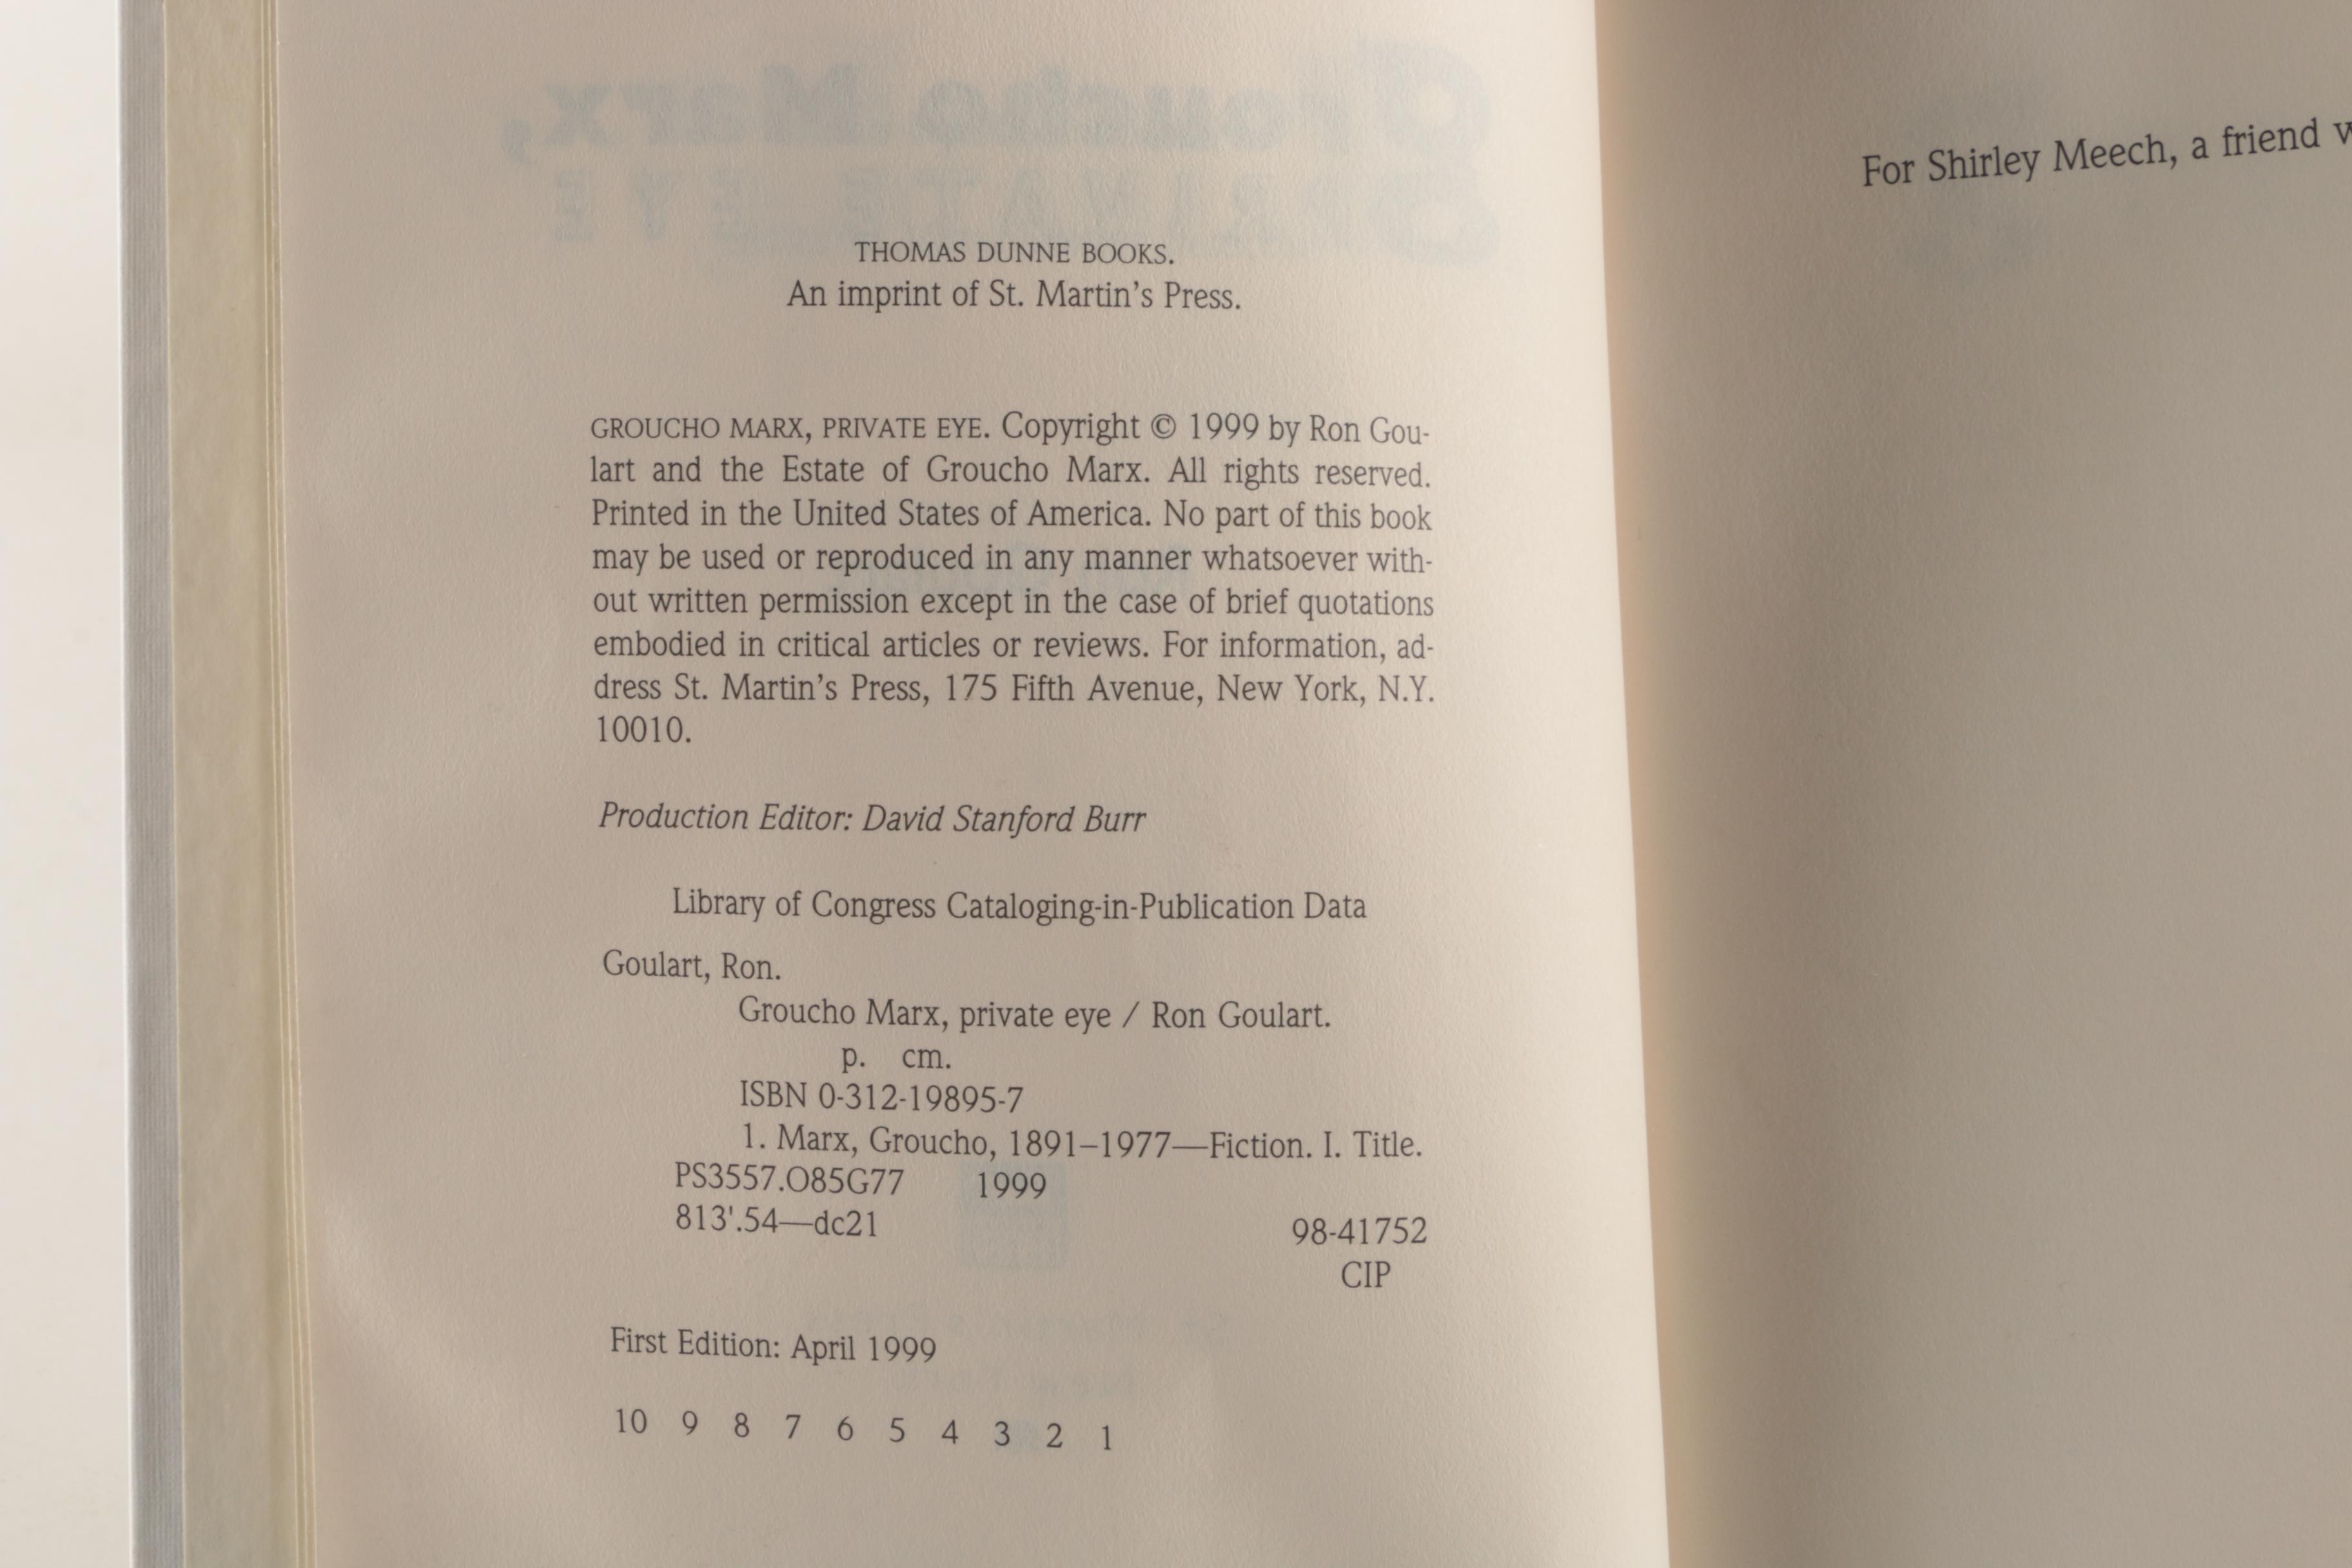 THOMAS DUNNE BOOKS.
An imprint of St. Martin's Press.
GROUCHO MARX, PRIVATE EYE. Copyright © 1999 by Ron Gou-
lart and the Estate of Groucho Marx. All rights reserved.
Printed in the United States of America. No part of this book
may be used or reproduced in any manner whatsoever with-
out written permission except in the case of brief quotations
embodied in critical articles or reviews. For information, ad-
dress St. Martin's Press, 175 Fifth Avenue, New York, N.Y.
10010.
Production Editor: David Stanford Burr
Library of Congress Cataloging-in-Publication Data
Goulart, Ron.
Groucho Marx, private eye / Ron Goulart.
p. cm.
ISBN 0-312-19895-7
1. Marx, Groucho, 1891–1977—Fiction. I. Title.
PS3557.O85G77 1999
813'.54—dc21 98-41752
CIP
First Edition: April 1999
10 9 8 7 6 5 4 3 2 1
For Shirley Meech, a friend